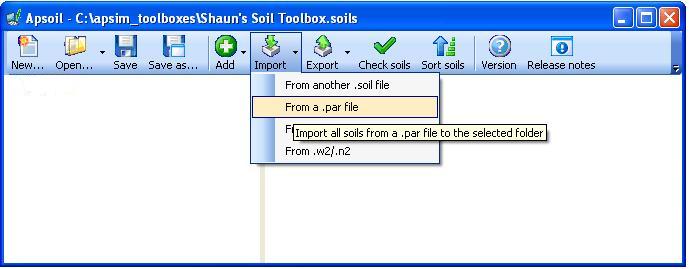 Apsoil - C:\apsim_toolboxes\Shaun's Soil Toolbox.soils
New... Open... Save Save as... Add Import Export Check soils Sort soils Version Release notes
From another .soil file
From a .par file
Import all soils from a .par file to the selected folder
From .w2/.n2